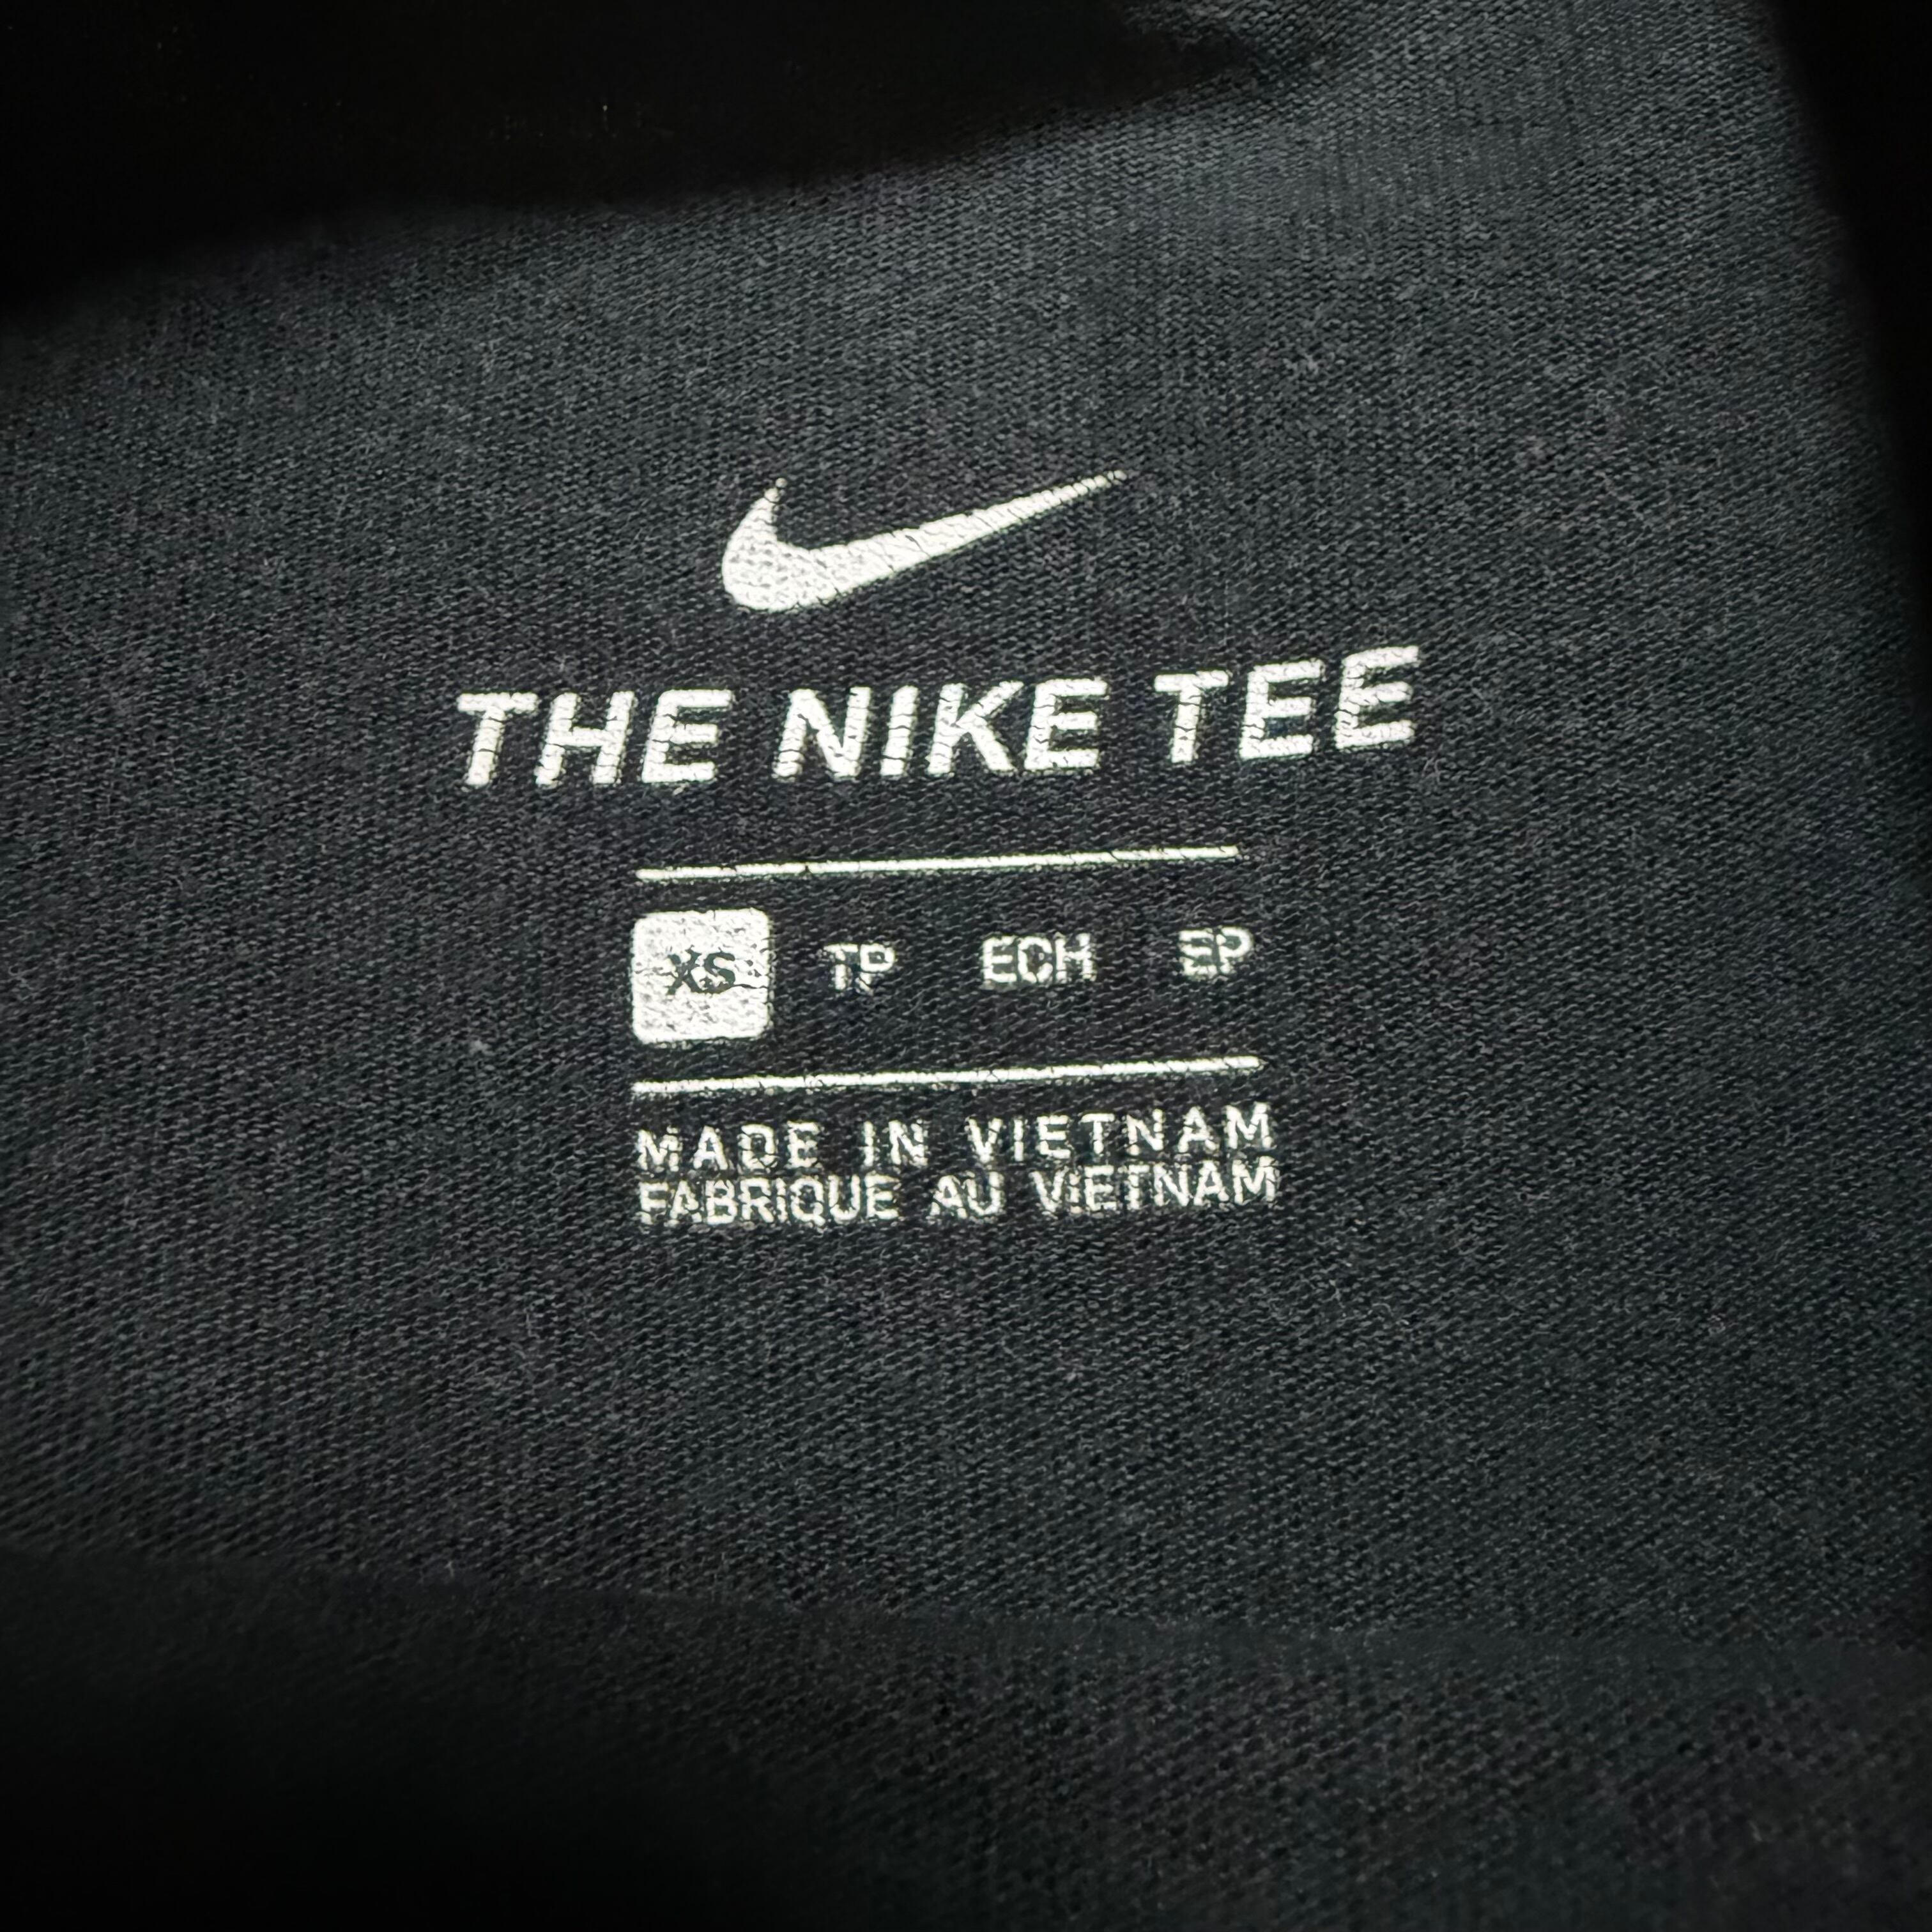 THE NIKE TEE
XS TP ECH EP
MADE IN VIETNAM
FABRIQUE AU VIETNAM